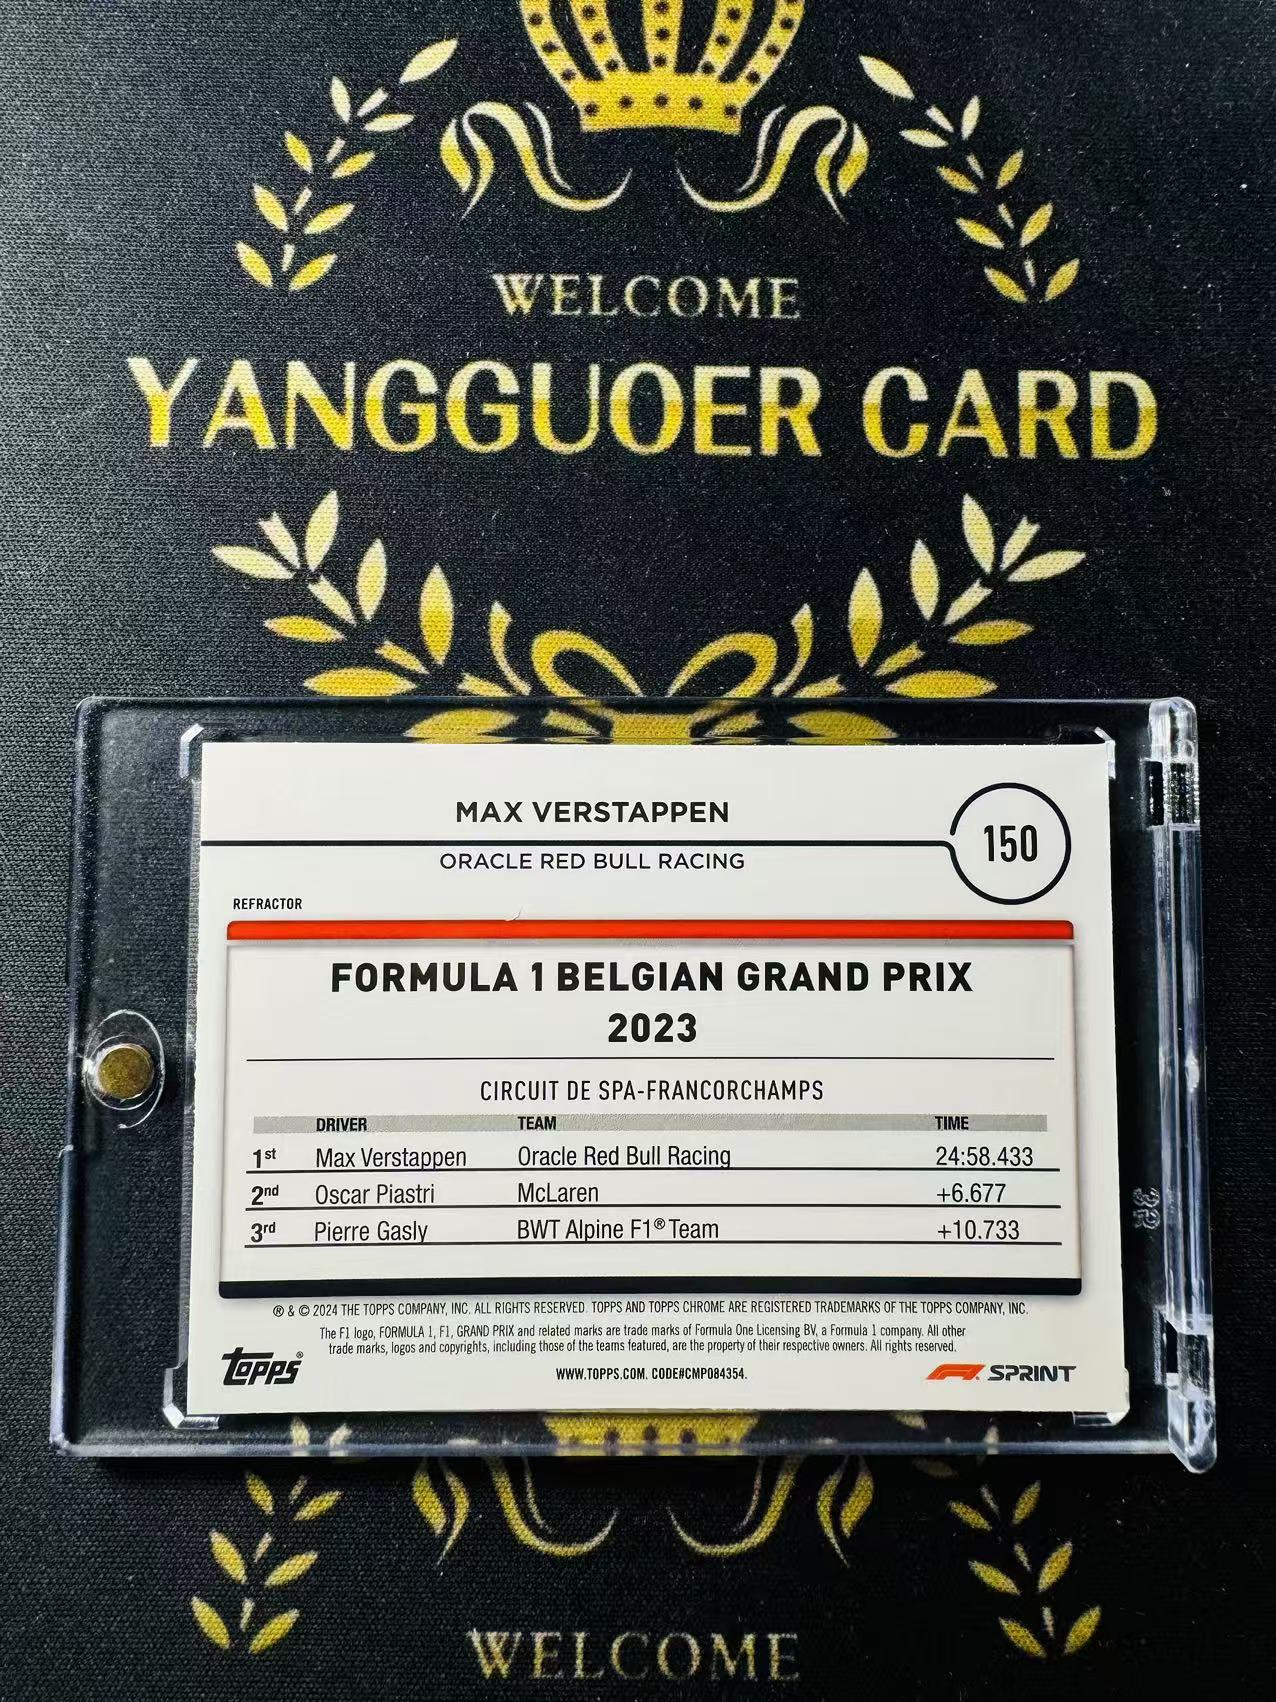 WELCOME
YANGGUOER CARD
MAX VERSTAPPEN
150
ORACLE RED BULL RACING
REFRACTOR
FORMULA 1 BELGIAN GRAND PRIX
2023
CIRCUIT DE SPA-FRANCORCHAMPS
DRIVER TEAM TIME
1st Max Verstappen Oracle Red Bull Racing 24:58.433
2nd Oscar Piastri McLaren +6.677
3rd Pierre Gasly BWT Alpine F1® Team +10.733
® & © 2024 THE TOPPS COMPANY, INC. ALL RIGHTS RESERVED. TOPPS AND TOPPS CHROME ARE REGISTERED TRADEMARKS OF THE TOPPS COMPANY, INC.
The F1 logo, FORMULA 1, F1, GRAND PRIX and related marks are trade marks of Formula One Licensing BV, a Formula 1 company. All other
trade marks, logos and copyrights, including those of the teams featured, are the property of their respective owners. All rights reserved.
TOPPS® WWW.TOPPS.COM. CODE#CMP084354. F1 SPRINT
WELCOME